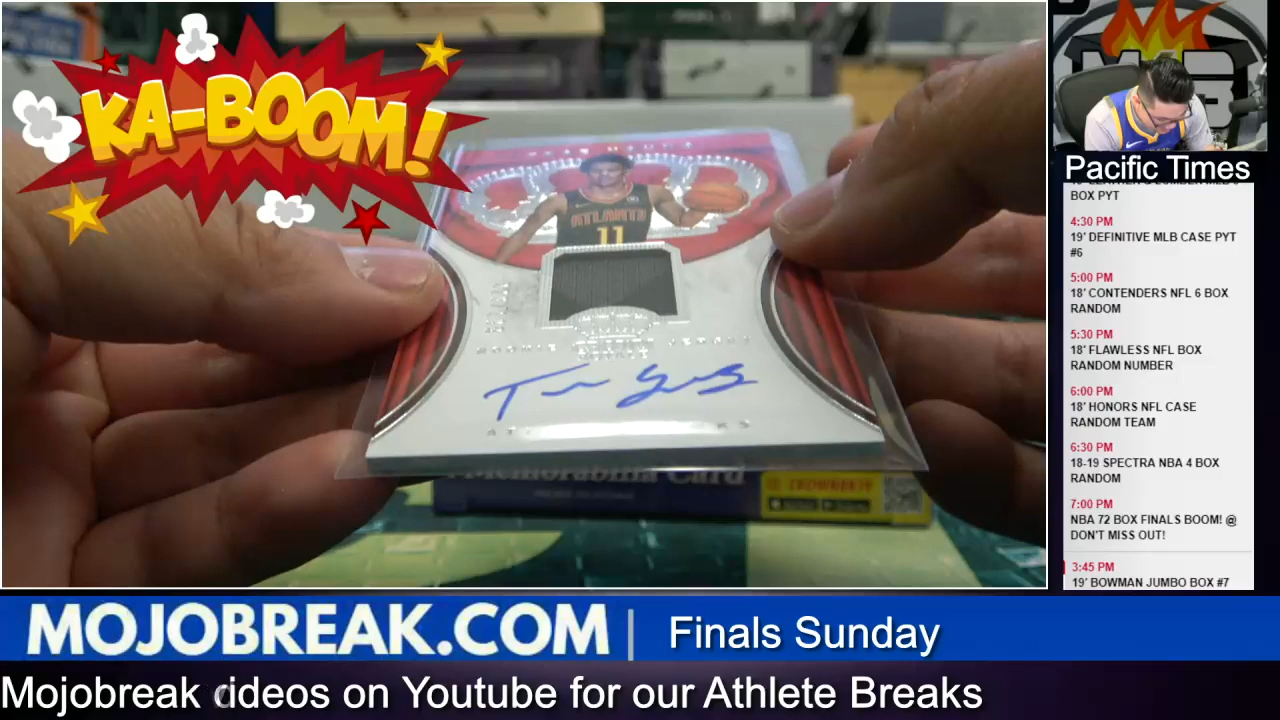 KA-BOOM!
ATLANTA
11
Memorabilia Card
Pacific Times
BOX PYT
4:30 PM
19' DEFINITIVE MLB CASE PYT
#6
5:00 PM
18' CONTENDERS NFL 6 BOX
RANDOM
5:30 PM
18' FLAWLESS NFL BOX
RANDOM NUMBER
6:00 PM
18' HONORS NFL CASE
RANDOM TEAM
6:30 PM
18-19 SPECTRA NBA 4 BOX
RANDOM
7:00 PM
NBA 72 BOX FINALS BOOM! @
DON'T MISS OUT!
3:45 PM
19' BOWMAN JUMBO BOX #7
MOJOBREAK.COM | Finals Sunday
Mojobreak videos on Youtube for our Athlete Breaks